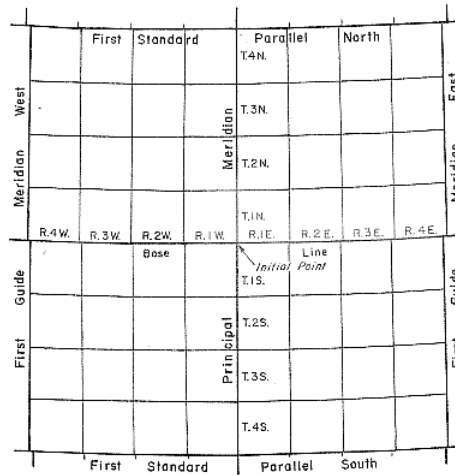 First Standard Parallel North
T.4N.
T.3N.
T.2N.
T.1N.
R.4W. R.3W. R.2W. R.1W. R.1E. R.2E. R.3E. R.4E.
Base Line
Initial Point
T.1S.
T.2S.
T.3S.
T.4S.
First Standard Parallel South
First Guide Meridian West
Principal Meridian
First Guide Meridian East